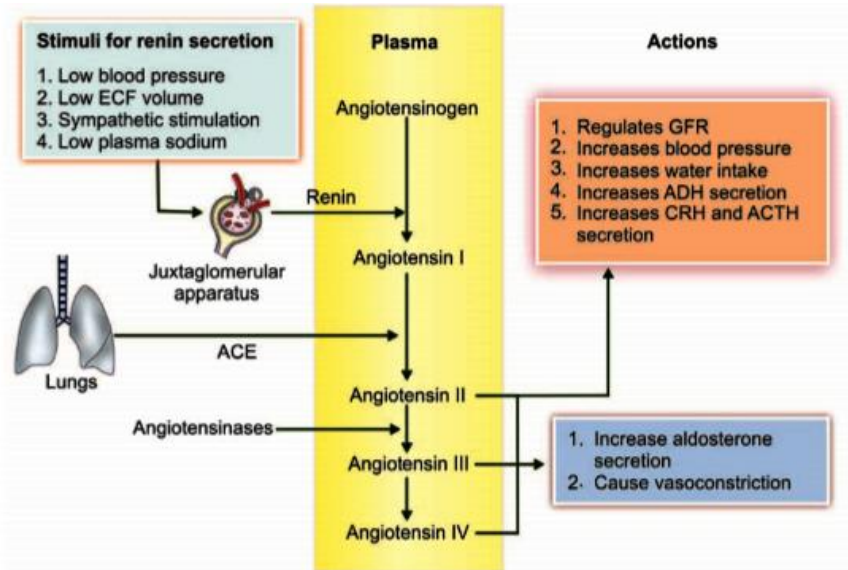 Stimuli for renin secretion
1. Low blood pressure
2. Low ECF volume
3. Sympathetic stimulation
4. Low plasma sodium
Juxtaglomerular
apparatus
Lungs
Renin
ACE
Angiotensinases
Plasma
Angiotensinogen
Angiotensin I
Angiotensin II
Angiotensin III
Angiotensin IV
Actions
1. Regulates GFR
2. Increases blood pressure
3. Increases water intake
4. Increases ADH secretion
5. Increases CRH and ACTH
secretion
1. Increase aldosterone
secretion
2. Cause vasoconstriction